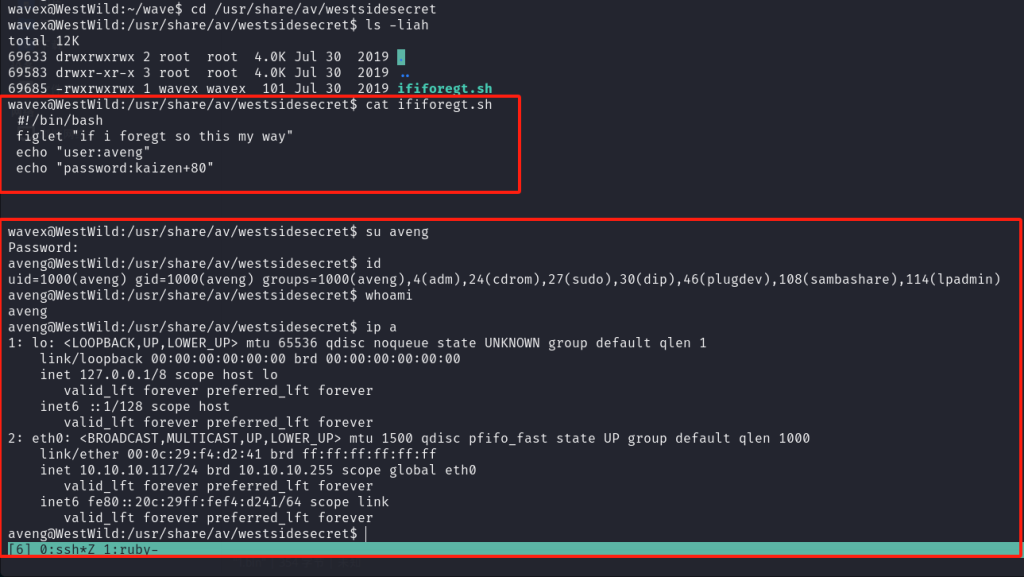 wavex@WestWild:~/wave$ cd /usr/share/av/westsidesecret
wavex@WestWild:/usr/share/av/westsidesecret$ ls -liah
total 12K
69633 drwxrwxrwx 2 root  root  4.0K Jul 30  2019 .
69583 drwxr-xr-x 3 root  root  4.0K Jul 30  2019 ..
69685 -rwxrwxrwx 1 wavex wavex  101 Jul 30  2019 ififoregt.sh
wavex@WestWild:/usr/share/av/westsidesecret$ cat ififoregt.sh
 #!/bin/bash
 figlet "if i foregt so this my way"
 echo "user:aveng"
 echo "password:kaizen+80"
wavex@WestWild:/usr/share/av/westsidesecret$ su aveng
Password:
aveng@WestWild:/usr/share/av/westsidesecret$ id
uid=1000(aveng) gid=1000(aveng) groups=1000(aveng),4(adm),24(cdrom),27(sudo),30(dip),46(plugdev),108(sambashare),114(lpadmin)
aveng@WestWild:/usr/share/av/westsidesecret$ whoami
aveng
aveng@WestWild:/usr/share/av/westsidesecret$ ip a
1: lo: <LOOPBACK,UP,LOWER_UP> mtu 65536 qdisc noqueue state UNKNOWN group default qlen 1
    link/loopback 00:00:00:00:00:00 brd 00:00:00:00:00:00
    inet 127.0.0.1/8 scope host lo
       valid_lft forever preferred_lft forever
    inet6 ::1/128 scope host
       valid_lft forever preferred_lft forever
2: eth0: <BROADCAST,MULTICAST,UP,LOWER_UP> mtu 1500 qdisc pfifo_fast state UP group default qlen 1000
    link/ether 00:0c:29:f4:d2:41 brd ff:ff:ff:ff:ff:ff
    inet 10.10.10.117/24 brd 10.10.10.255 scope global eth0
       valid_lft forever preferred_lft forever
    inet6 fe80::20c:29ff:fef4:d241/64 scope link
       valid_lft forever preferred_lft forever
aveng@WestWild:/usr/share/av/westsidesecret$
[6] 0:ssh*Z 1:ruby-